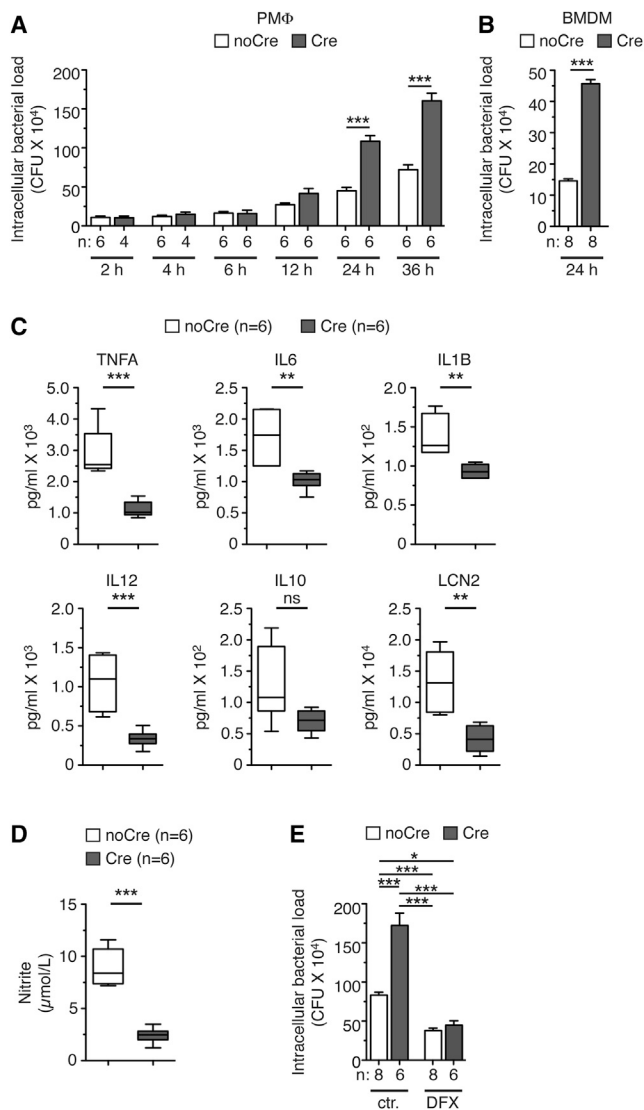 A
PMΦ
noCre Cre
Intracellular bacterial load
(CFU X 10⁴)
200
150
100
50
0
*** ***
n: 6 4 6 4 6 6 6 6 6 6 6 6
2 h 4 h 6 h 12 h 24 h 36 h
B
BMDM
noCre Cre
Intracellular bacterial load
(CFU X 10⁴)
50
40
30
20
10
0
***
n: 8 8
24 h
C
noCre (n=6) Cre (n=6)
TNFA
***
pg/ml X 10³
5.0
4.0
3.0
2.0
1.0
0
IL6
**
pg/ml X 10³
2.5
2.0
1.5
1.0
0.5
0
IL1B
**
pg/ml X 10²
2.0
1.5
1.0
0.5
0
IL12
***
pg/ml X 10³
2.0
1.5
1.0
0.5
0
IL10
ns
pg/ml X 10²
2.5
2.0
1.5
1.0
0.5
0
LCN2
**
pg/ml X 10⁴
2.5
2.0
1.5
1.0
0.5
0
D
noCre (n=6)
Cre (n=6)
***
Nitrite
(µmol/L)
15
10
5
0
E
noCre Cre
*
***
*** ***
***
Intracellular bacterial load
(CFU X 10⁴)
200
150
100
50
0
n: 8 6 8 6
ctr. DFX